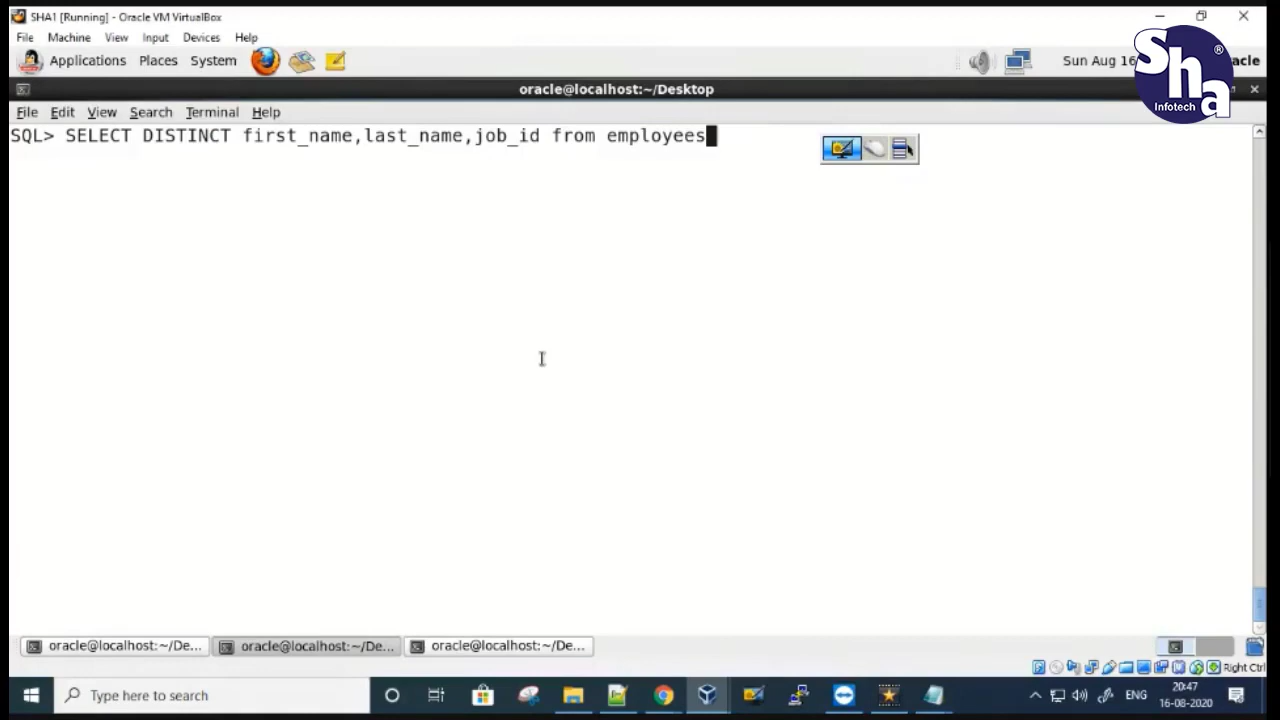 SHA1 [Running] - Oracle VM VirtualBox
File Machine View Input Devices Help
Applications Places System Sun Aug 16 acle
Sha ®
Infotech
oracle@localhost:~/Desktop
File Edit View Search Terminal Help
SQL> SELECT DISTINCT first_name,last_name,job_id from employees
oracle@localhost:~/De... oracle@localhost:~/De... oracle@localhost:~/De...
Right Ctrl
Type here to search
ENG
20:47
16-08-2020